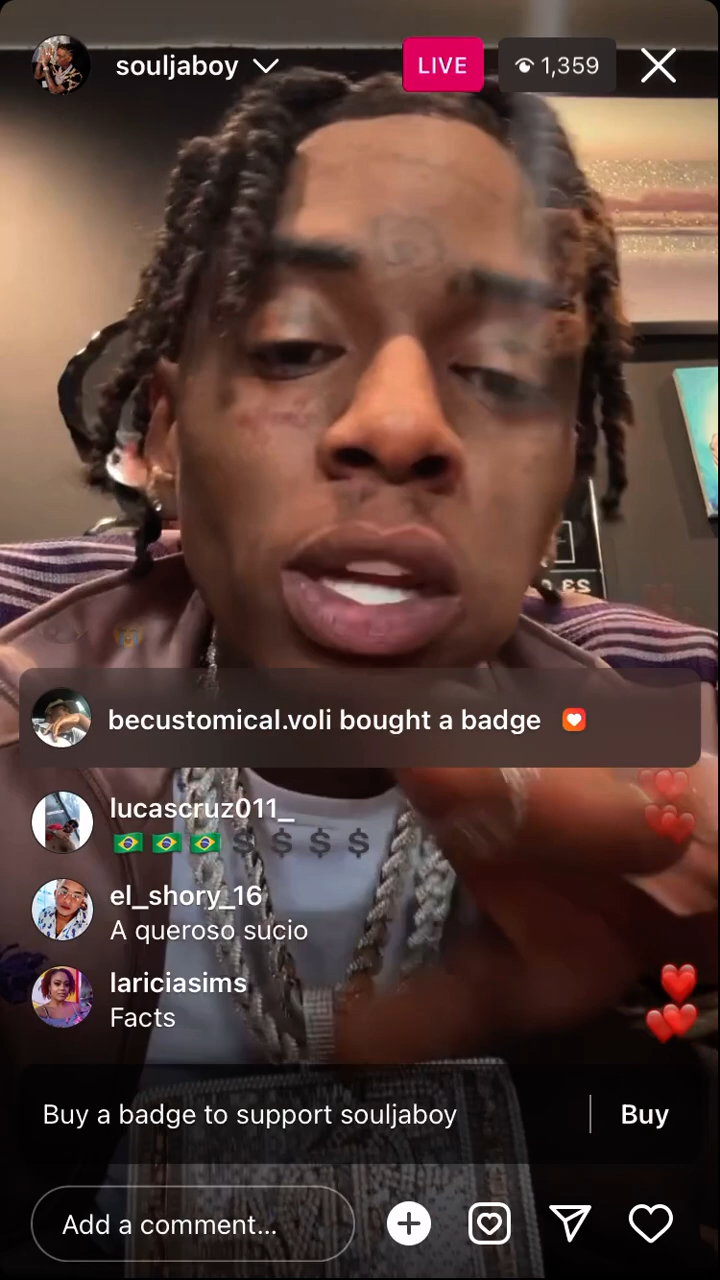 souljaboy
LIVE
1,359
becustomical.voli bought a badge
lucascruz011_
🇧🇷 🇧🇷 🇧🇷 $ $ $ $
el_shory_16
A queroso sucio
lariciasims
Facts
Buy a badge to support souljaboy
Buy
Add a comment...